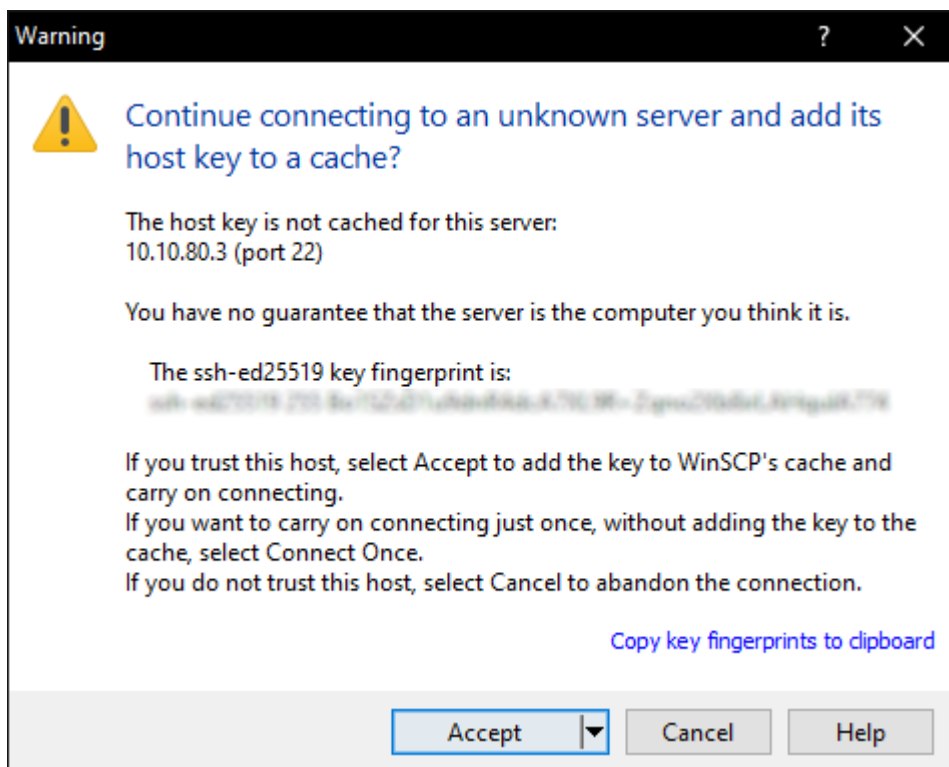 Warning
Continue connecting to an unknown server and add its
host key to a cache?
The host key is not cached for this server:
10.10.80.3 (port 22)
You have no guarantee that the server is the computer you think it is.
The ssh-ed25519 key fingerprint is:
If you trust this host, select Accept to add the key to WinSCP's cache and
carry on connecting.
If you want to carry on connecting just once, without adding the key to the
cache, select Connect Once.
If you do not trust this host, select Cancel to abandon the connection.
Copy key fingerprints to clipboard
Accept Cancel Help